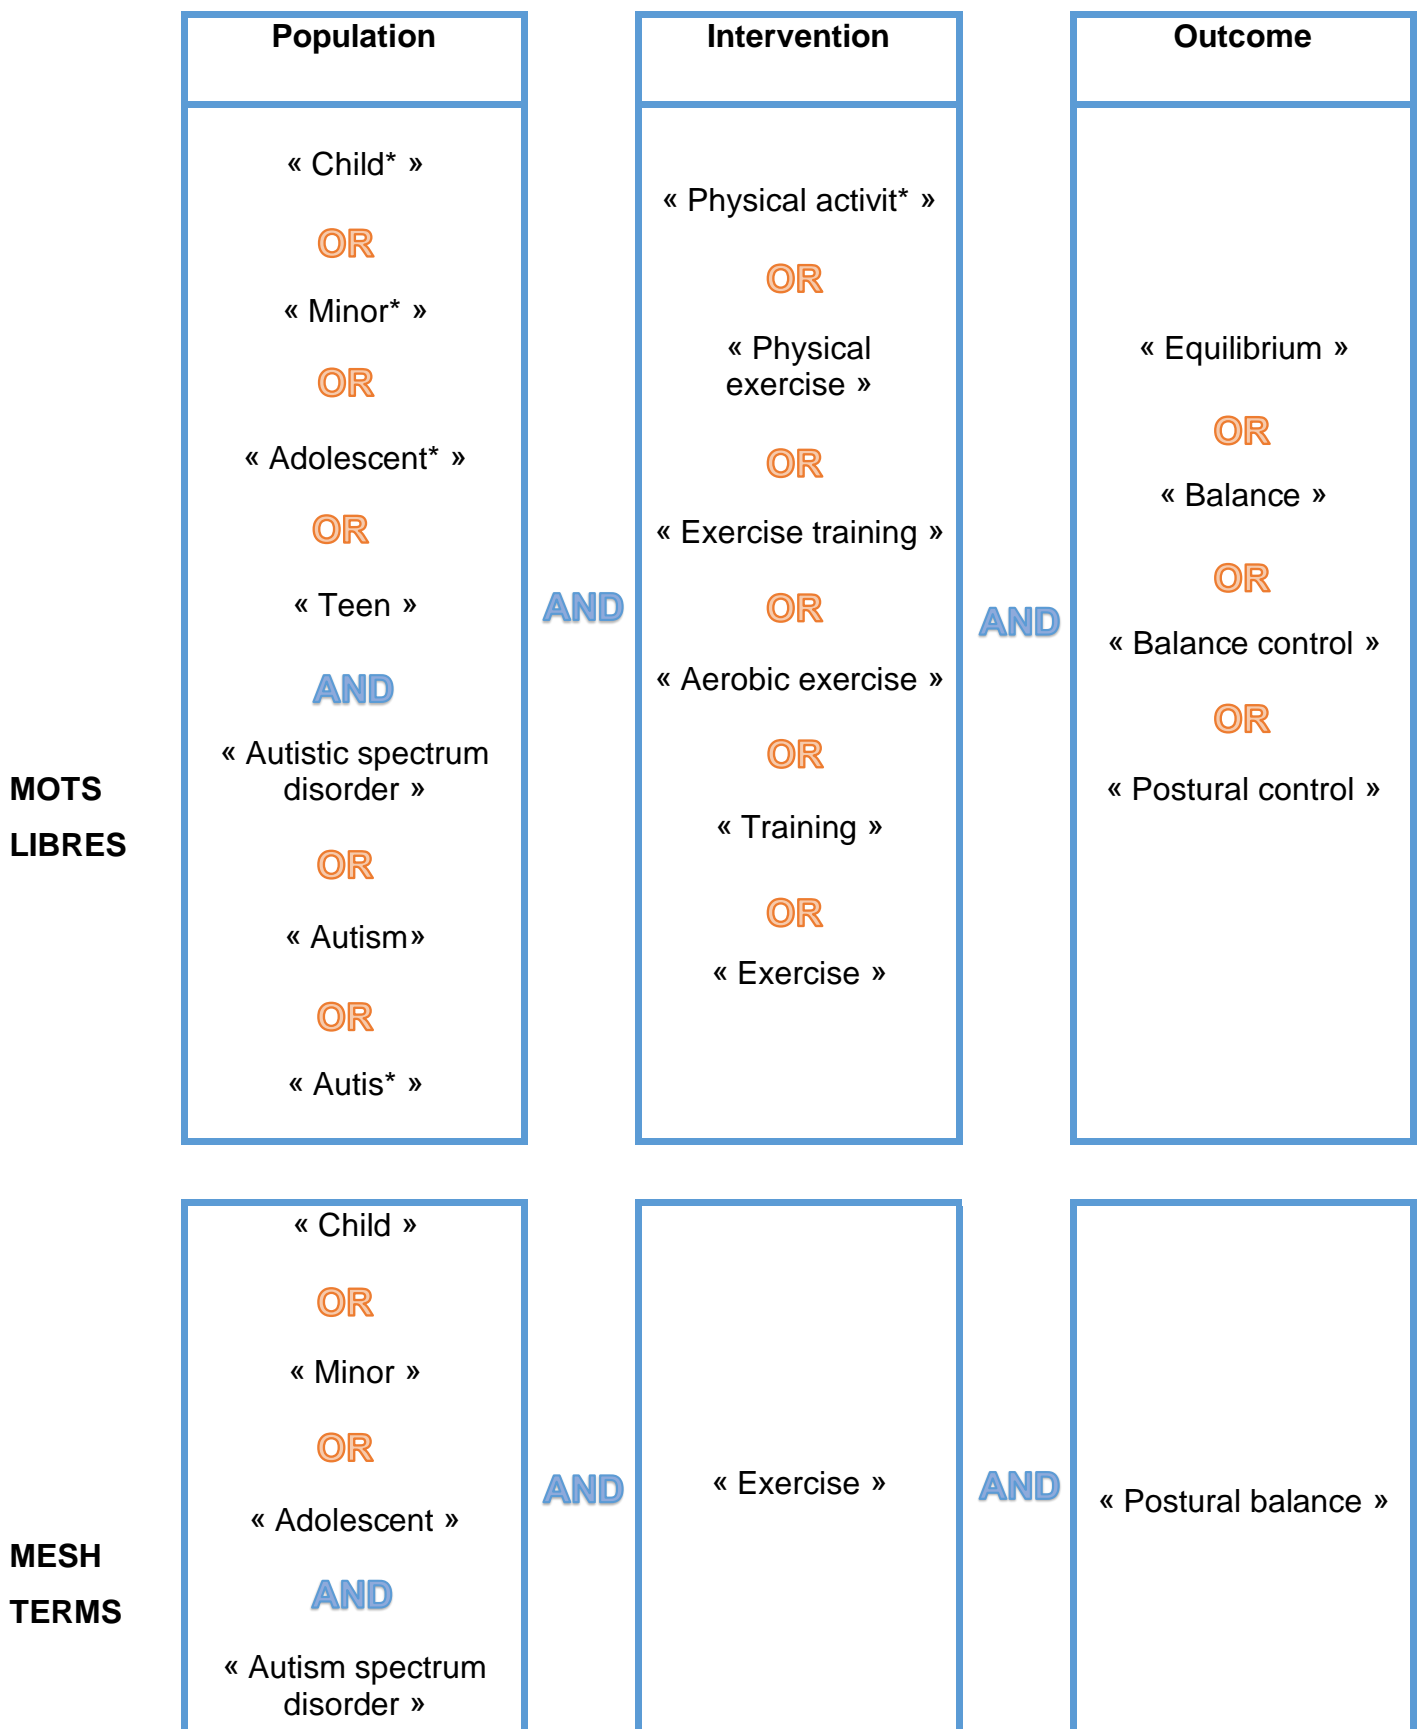 Population
Intervention
Outcome
MOTS
LIBRES
« Child* »
OR
« Minor* »
OR
« Adolescent* »
OR
« Teen »
AND
« Autistic spectrum
disorder »
OR
« Autism»
OR
« Autis* »
AND
« Physical activit* »
OR
« Physical
exercise »
OR
« Exercise training »
OR
« Aerobic exercise »
OR
« Training »
OR
« Exercise »
AND
« Equilibrium »
OR
« Balance »
OR
« Balance control »
OR
« Postural control »
MESH
TERMS
« Child »
OR
« Minor »
OR
« Adolescent »
AND
« Autism spectrum
disorder »
AND
« Exercise »
AND
« Postural balance »